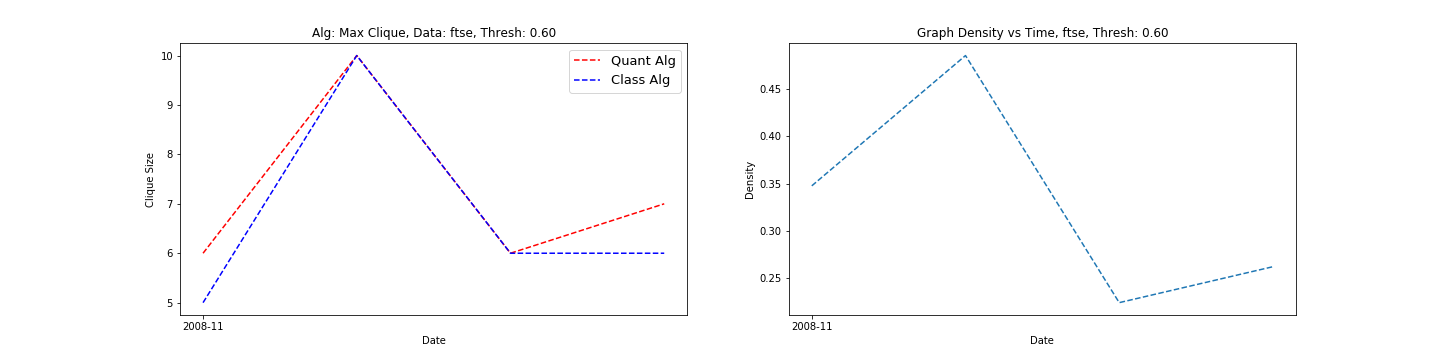 Alg: Max Clique, Data: ftse, Thresh: 0.60
Quant Alg
Class Alg
10
9
8
7
6
5
Clique Size
2008-11
Date
Graph Density vs Time, ftse, Thresh: 0.60
0.45
0.40
0.35
0.30
0.25
Density
2008-11
Date